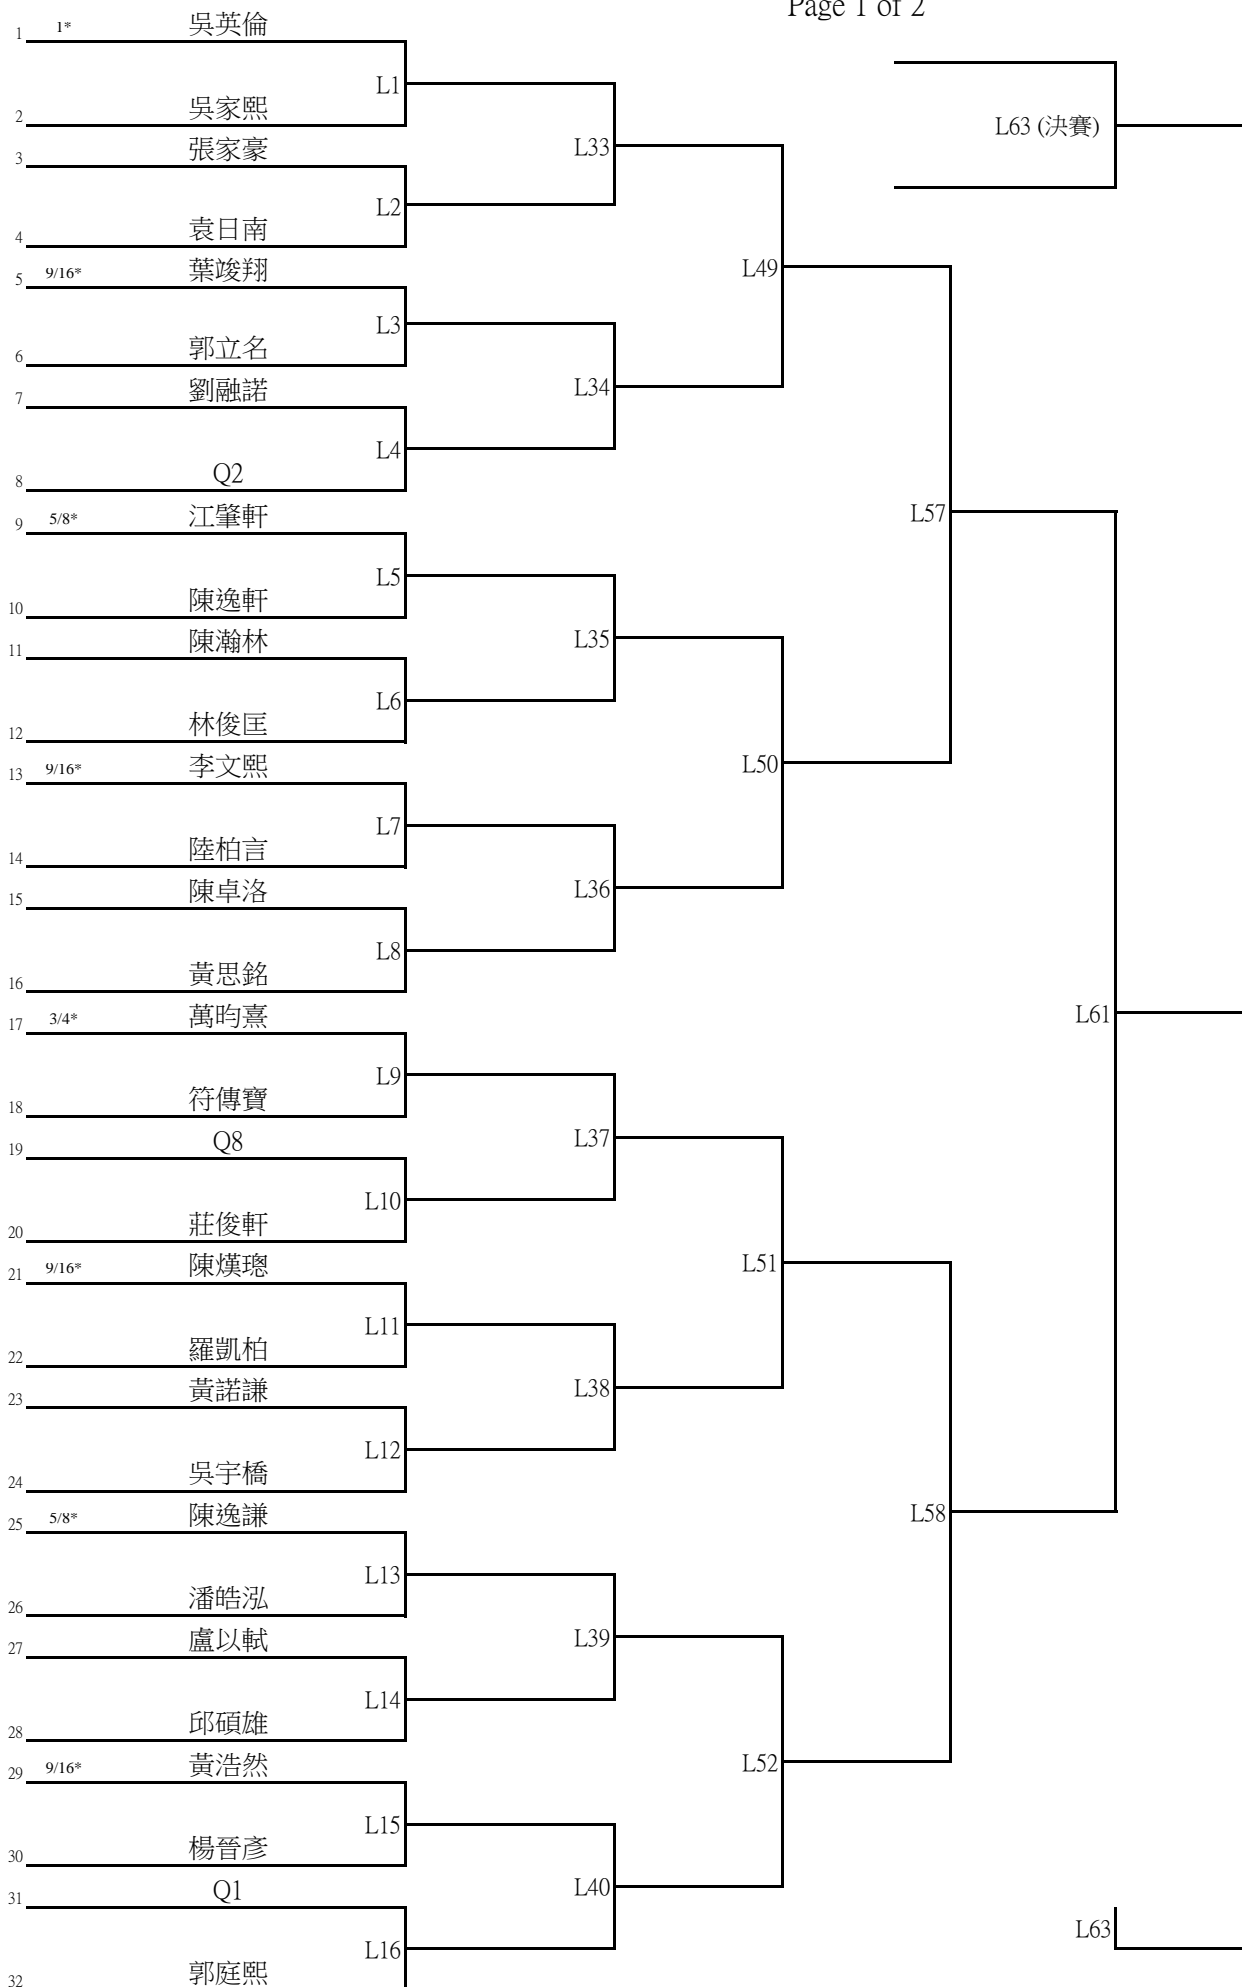 Page 1 of 2
1 1* 吳英倫
L1
2 吳家熙
L63 (決賽)
3 張家豪
L33
L2
4 袁日南
5 9/16* 葉竣翔
L49
L3
6 郭立名
7 劉融諾
L34
L4
8 Q2
9 5/8* 江肇軒
L57
L5
10 陳逸軒
11 陳瀚林
L35
L6
12 林俊匡
13 9/16* 李文熙
L50
L7
14 陸柏言
15 陳卓洛
L36
L8
16 黃思銘
17 3/4* 萬昀熹
L61
L9
18 符傳寶
19 Q8
L37
L10
20 莊俊軒
21 9/16* 陳熯璁
L51
L11
22 羅凱柏
23 黃諾謙
L38
L12
24 吳宇橋
25 5/8* 陳逸謙
L58
L13
26 潘皓泓
27 盧以軾
L39
L14
28 邱碩雄
29 9/16* 黃浩然
L52
L15
30 楊晉彥
31 Q1
L40
L63
L16
32 郭庭熙